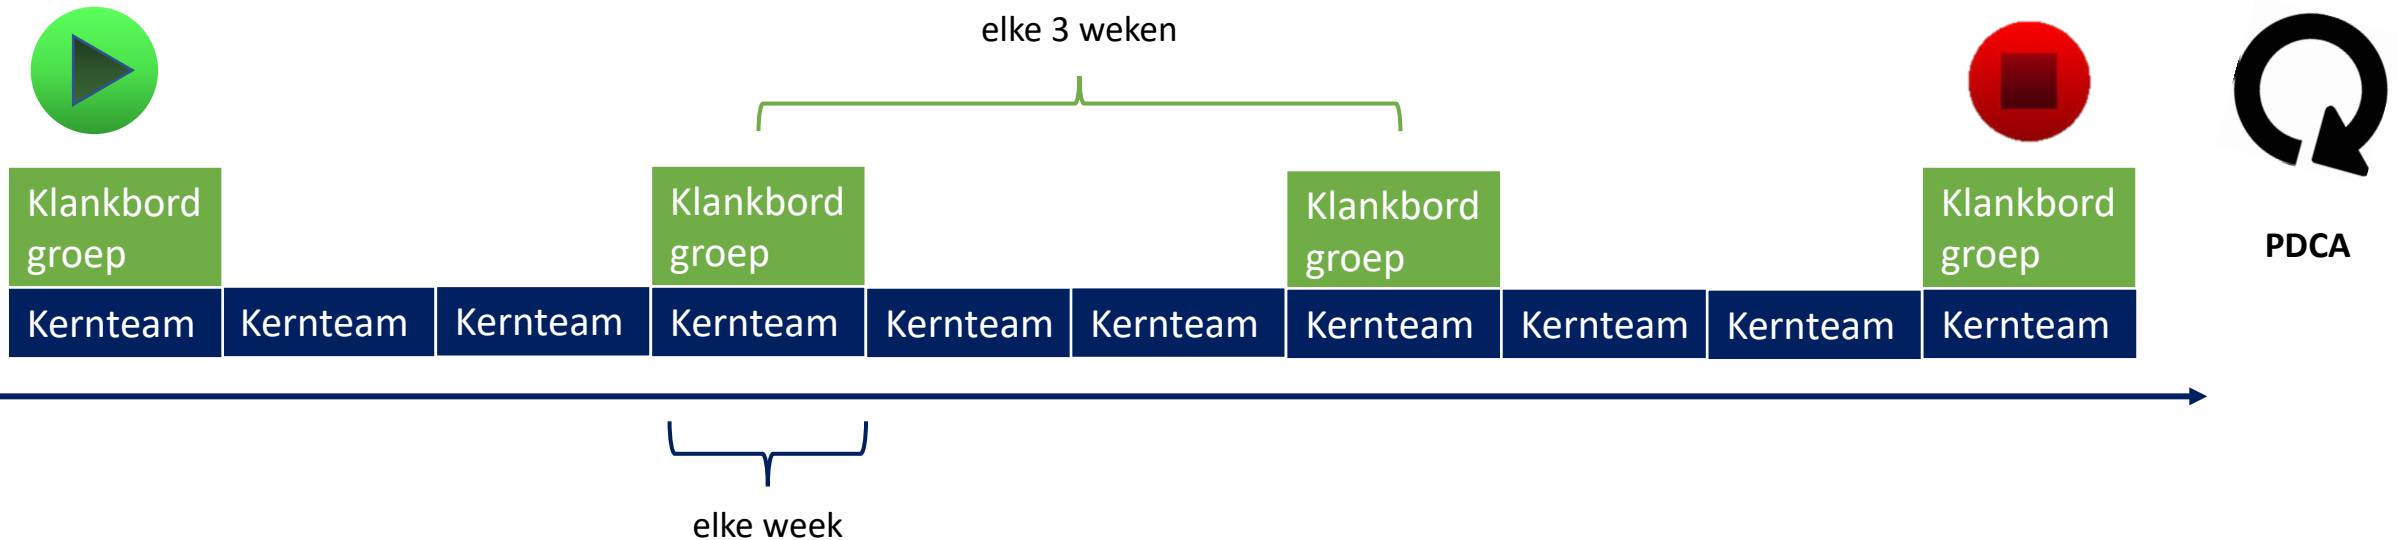 elke 3 weken
Klankbord
groep
Klankbord
groep
Klankbord
groep
Klankbord
groep
PDCA
Kernteam
Kernteam
Kernteam
Kernteam
Kernteam
Kernteam
Kernteam
Kernteam
Kernteam
Kernteam
elke week